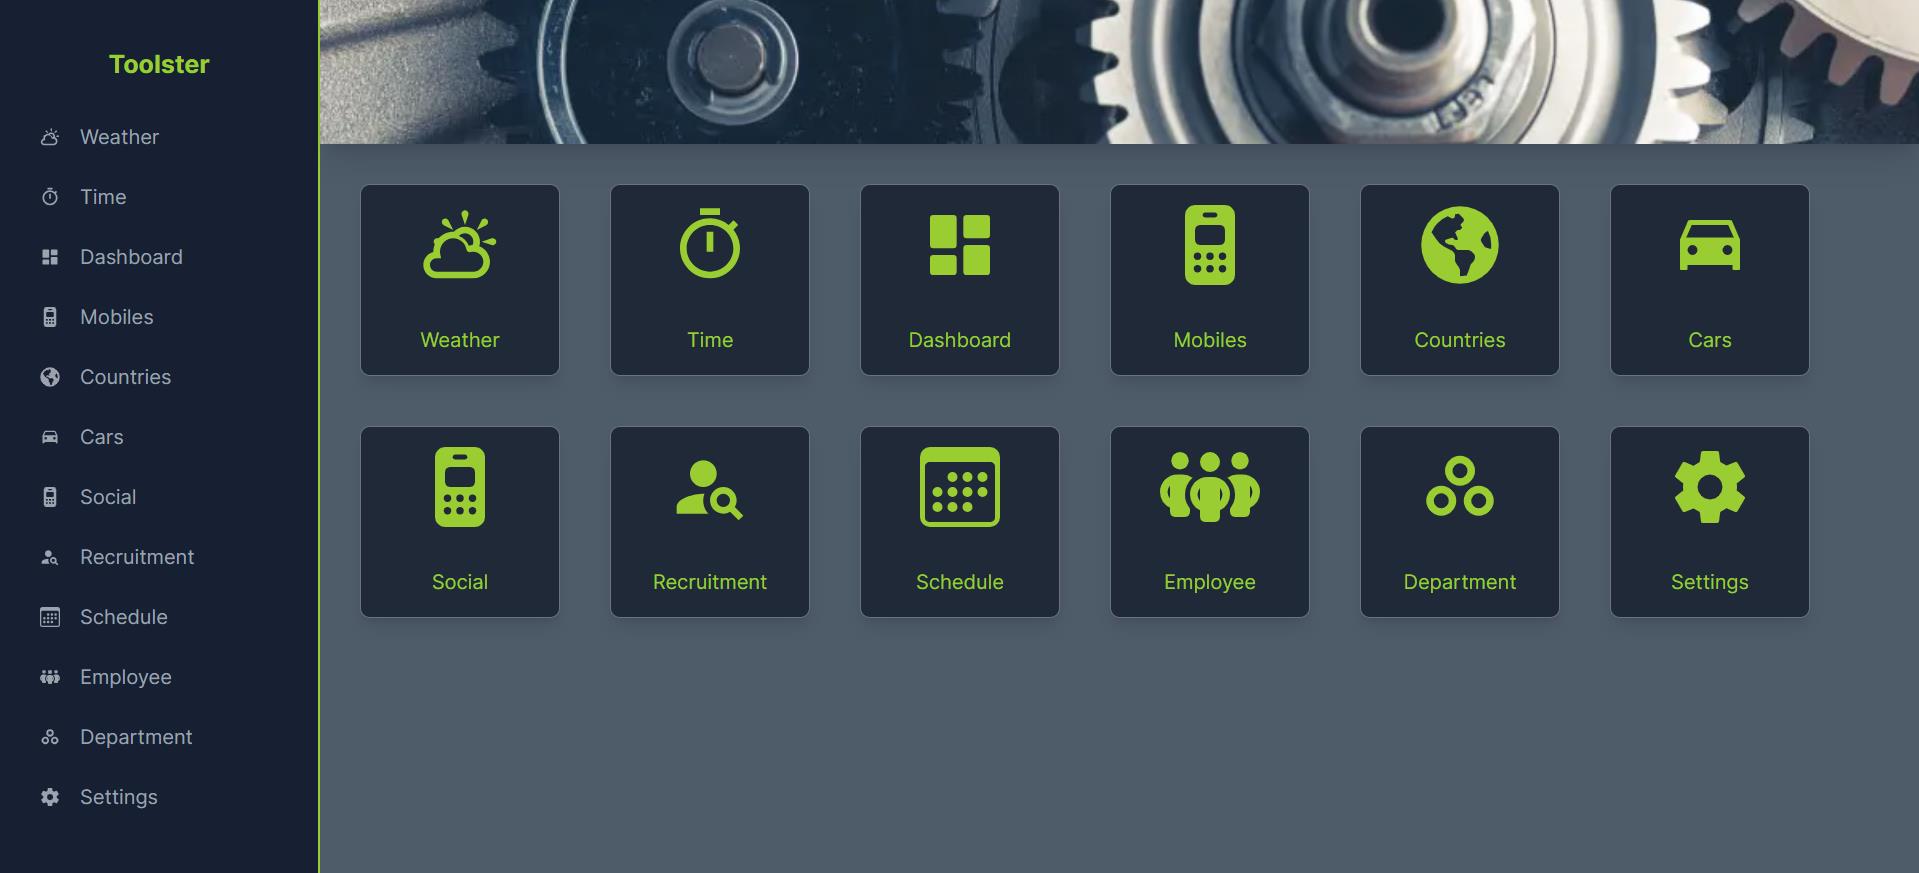 Toolster
Weather
Time
Dashboard
Mobiles
Countries
Cars
Social
Recruitment
Schedule
Employee
Department
Settings
Weather
Time
Dashboard
Mobiles
Countries
Cars
Social
Recruitment
Schedule
Employee
Department
Settings